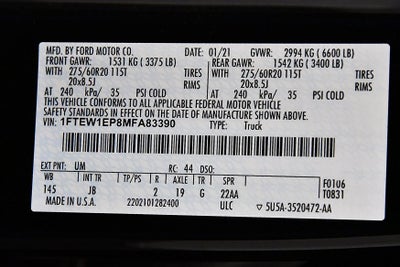 MFD. BY FORD MOTOR CO. DATE: 01/21 GVWR: 2994 KG ( 6600 LB)
FRONT GAWR: 1531 KG ( 3375 LB) REAR GAWR: 1542 KG ( 3400 LB)
WITH 275/60R20 115T TIRES WITH 275/60R20 115T TIRES
20x8.5J RIMS 20x8.5J RIMS
AT 240 kPa/ 35 PSI COLD AT 240 kPa/ 35 PSI COLD
THIS VEHICLE CONFORMS TO ALL APPLICABLE FEDERAL MOTOR VEHICLE
SAFETY STANDARDS IN EFFECT ON THE DATE OF MANUFACTURE SHOWN ABOVE.
VIN: 1FTEW1EP8MFA83390 TYPE: Truck
EXT PNT: UM RC: 44 DSO:
WB INT TR TP/PS R AXLE TR SPR F01U6
145 JB 2 19 G 22AA T0831
MADE IN U.S.A. 2202101282400 ULC 5U5A-3520472-AA